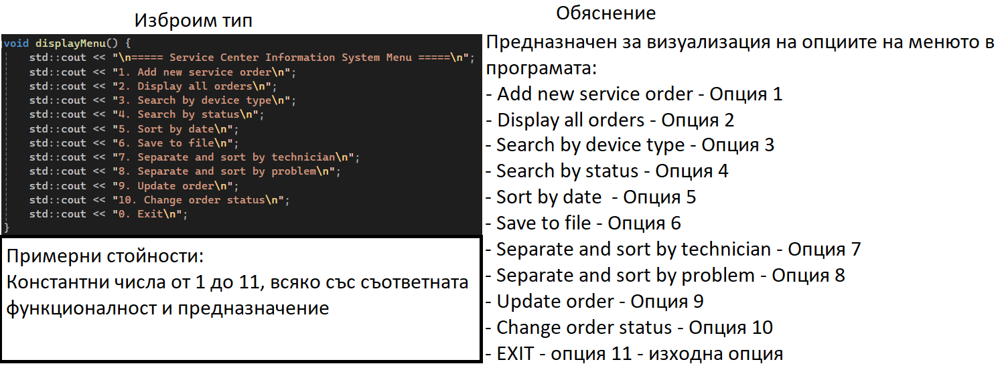 Изброим тип
void displayMenu() {
std::cout << "\n===== Service Center Information System Menu =====\n";
std::cout << "1. Add new service order\n";
std::cout << "2. Display all orders\n";
std::cout << "3. Search by device type\n";
std::cout << "4. Search by status\n";
std::cout << "5. Sort by date\n";
std::cout << "6. Save to file\n";
std::cout << "7. Separate and sort by technician\n";
std::cout << "8. Separate and sort by problem\n";
std::cout << "9. Update order\n";
std::cout << "10. Change order status\n";
std::cout << "0. Exit\n";
}
Примерни стойности:
Константни числа от 1 до 11, всяко със съответната
функционалност и предназначение
Обяснение
Предназначен за визуализация на опциите на менюто в
програмата:
- Add new service order - Опция 1
- Display all orders - Опция 2
- Search by device type - Опция 3
- Search by status - Опция 4
- Sort by date - Опция 5
- Save to file - Опция 6
- Separate and sort by technician - Опция 7
- Separate and sort by problem - Опция 8
- Update order - Опция 9
- Change order status - Опция 10
- EXIT - опция 11 - изходна опция